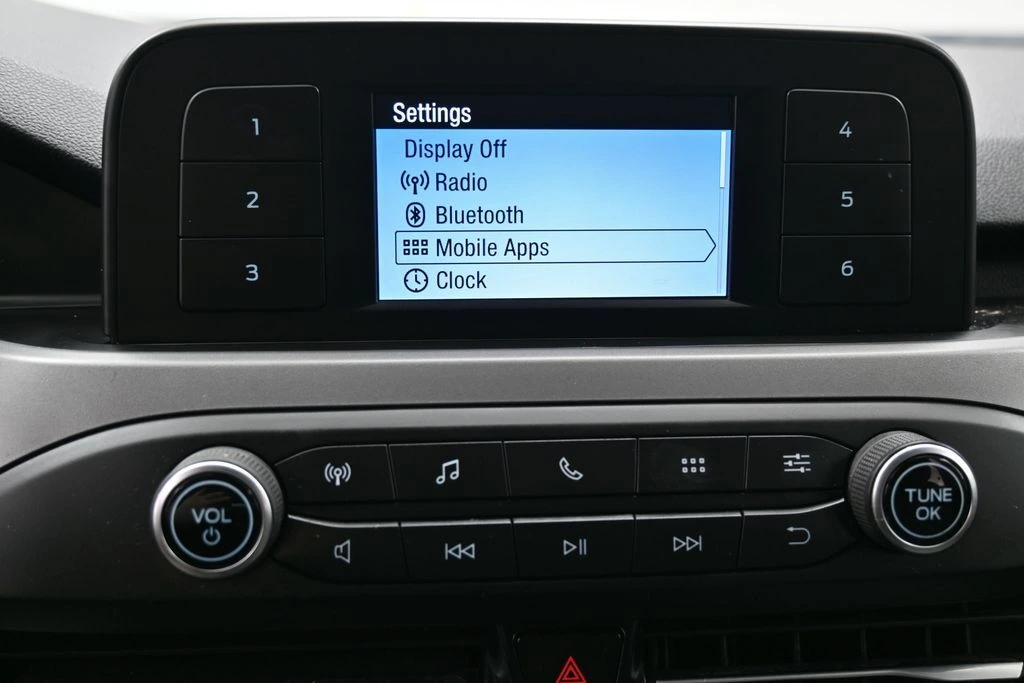 Settings
1
Display Off
4
Radio
2
Bluetooth
5
Mobile Apps
3
Clock
6
VOL
TUNE
OK